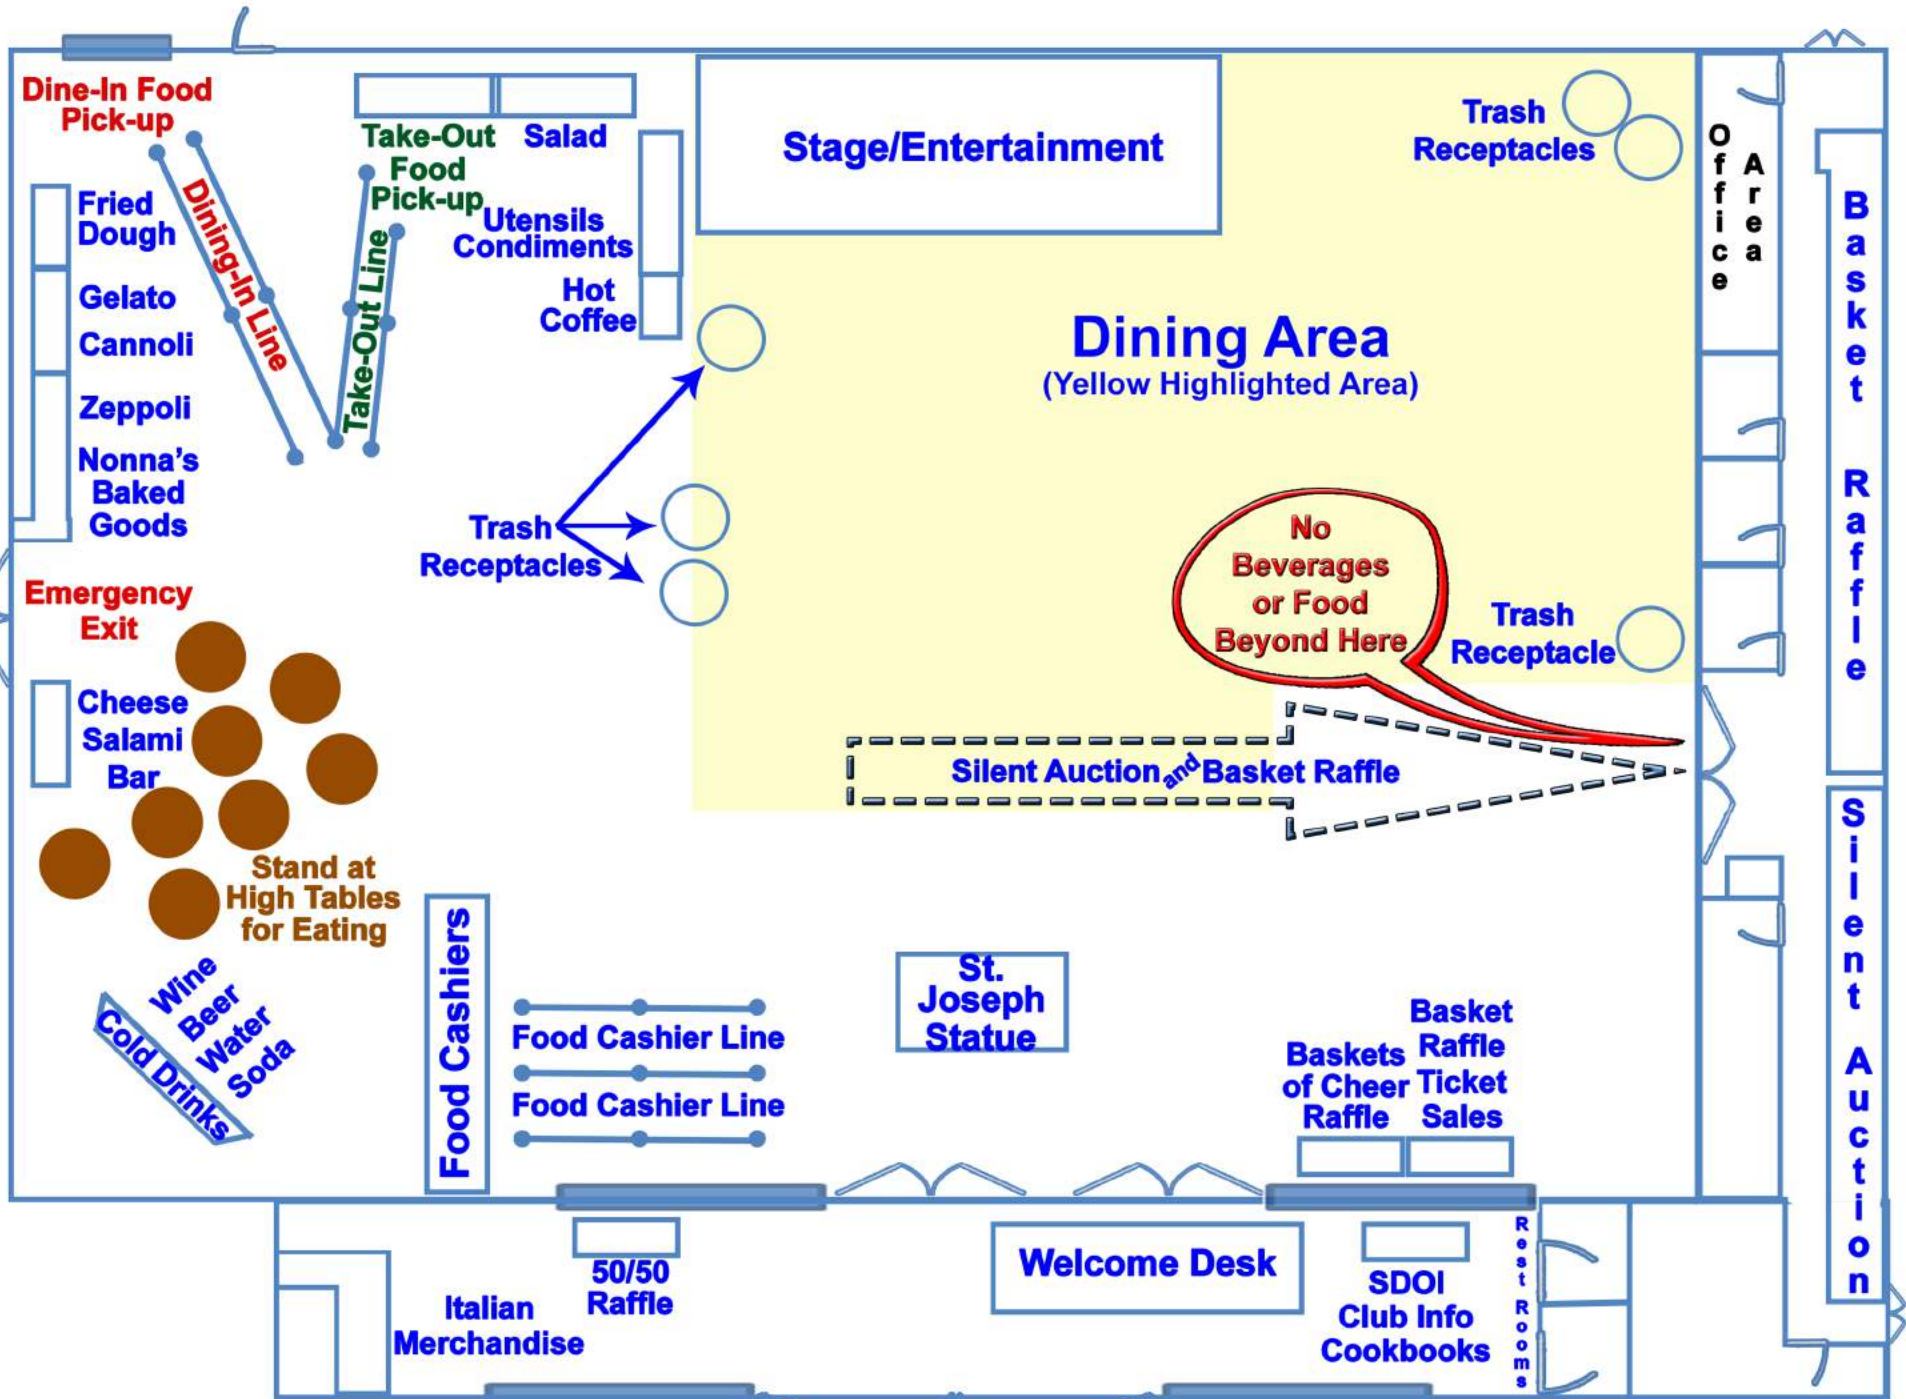 Dine-In Food
Pick-up
Take-Out
Food
Pick-up
Salad
Utensils
Condiments
Hot
Coffee
Stage/Entertainment
Trash
Receptacles
Office
Area
Basket Raffle
Fried
Dough
Gelato
Cannoli
Zeppoli
Nonna's
Baked
Goods
Dining-In Line
Take-Out Line
Dining Area
(Yellow Highlighted Area)
Trash
Receptacles
No
Beverages
or Food
Beyond Here
Trash
Receptacle
Emergency
Exit
Cheese
Salami
Bar
Silent Auction and Basket Raffle
Silent Auction
Stand at
High Tables
for Eating
Wine
Beer
Water
Soda
Cold Drinks
Food Cashiers
Food Cashier Line
Food Cashier Line
St.
Joseph
Statue
Baskets
of Cheer
Raffle
Basket
Raffle
Ticket
Sales
50/50
Raffle
Italian
Merchandise
Welcome Desk
SDOI
Club Info
Cookbooks
Rest Rooms